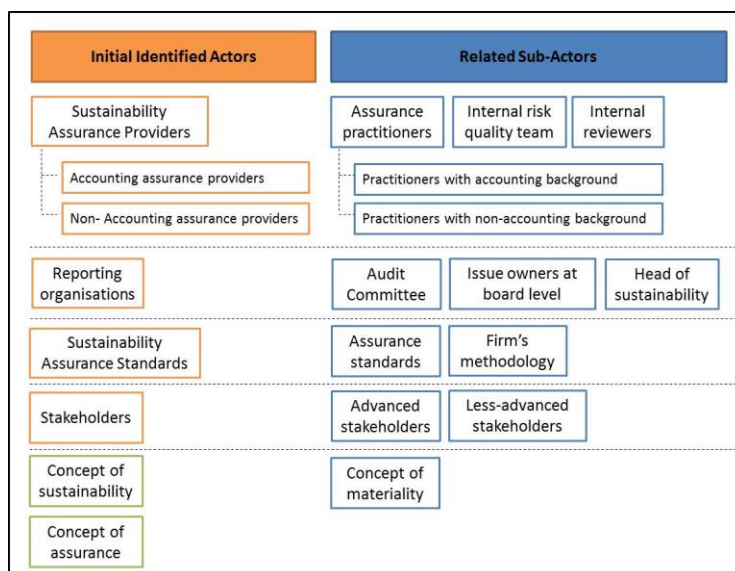 Initial Identified Actors
Related Sub-Actors
Sustainability
Assurance Providers
Assurance
practitioners
Internal risk
quality team
Internal
reviewers
Accounting assurance providers
Practitioners with accounting background
Non- Accounting assurance providers
Practitioners with non-accounting background
Reporting
organisations
Audit
Committee
Issue owners at
board level
Head of
sustainability
Sustainability
Assurance Standards
Assurance
standards
Firm's
methodology
Stakeholders
Advanced
stakeholders
Less-advanced
stakeholders
Concept of
sustainability
Concept of
materiality
Concept of
assurance